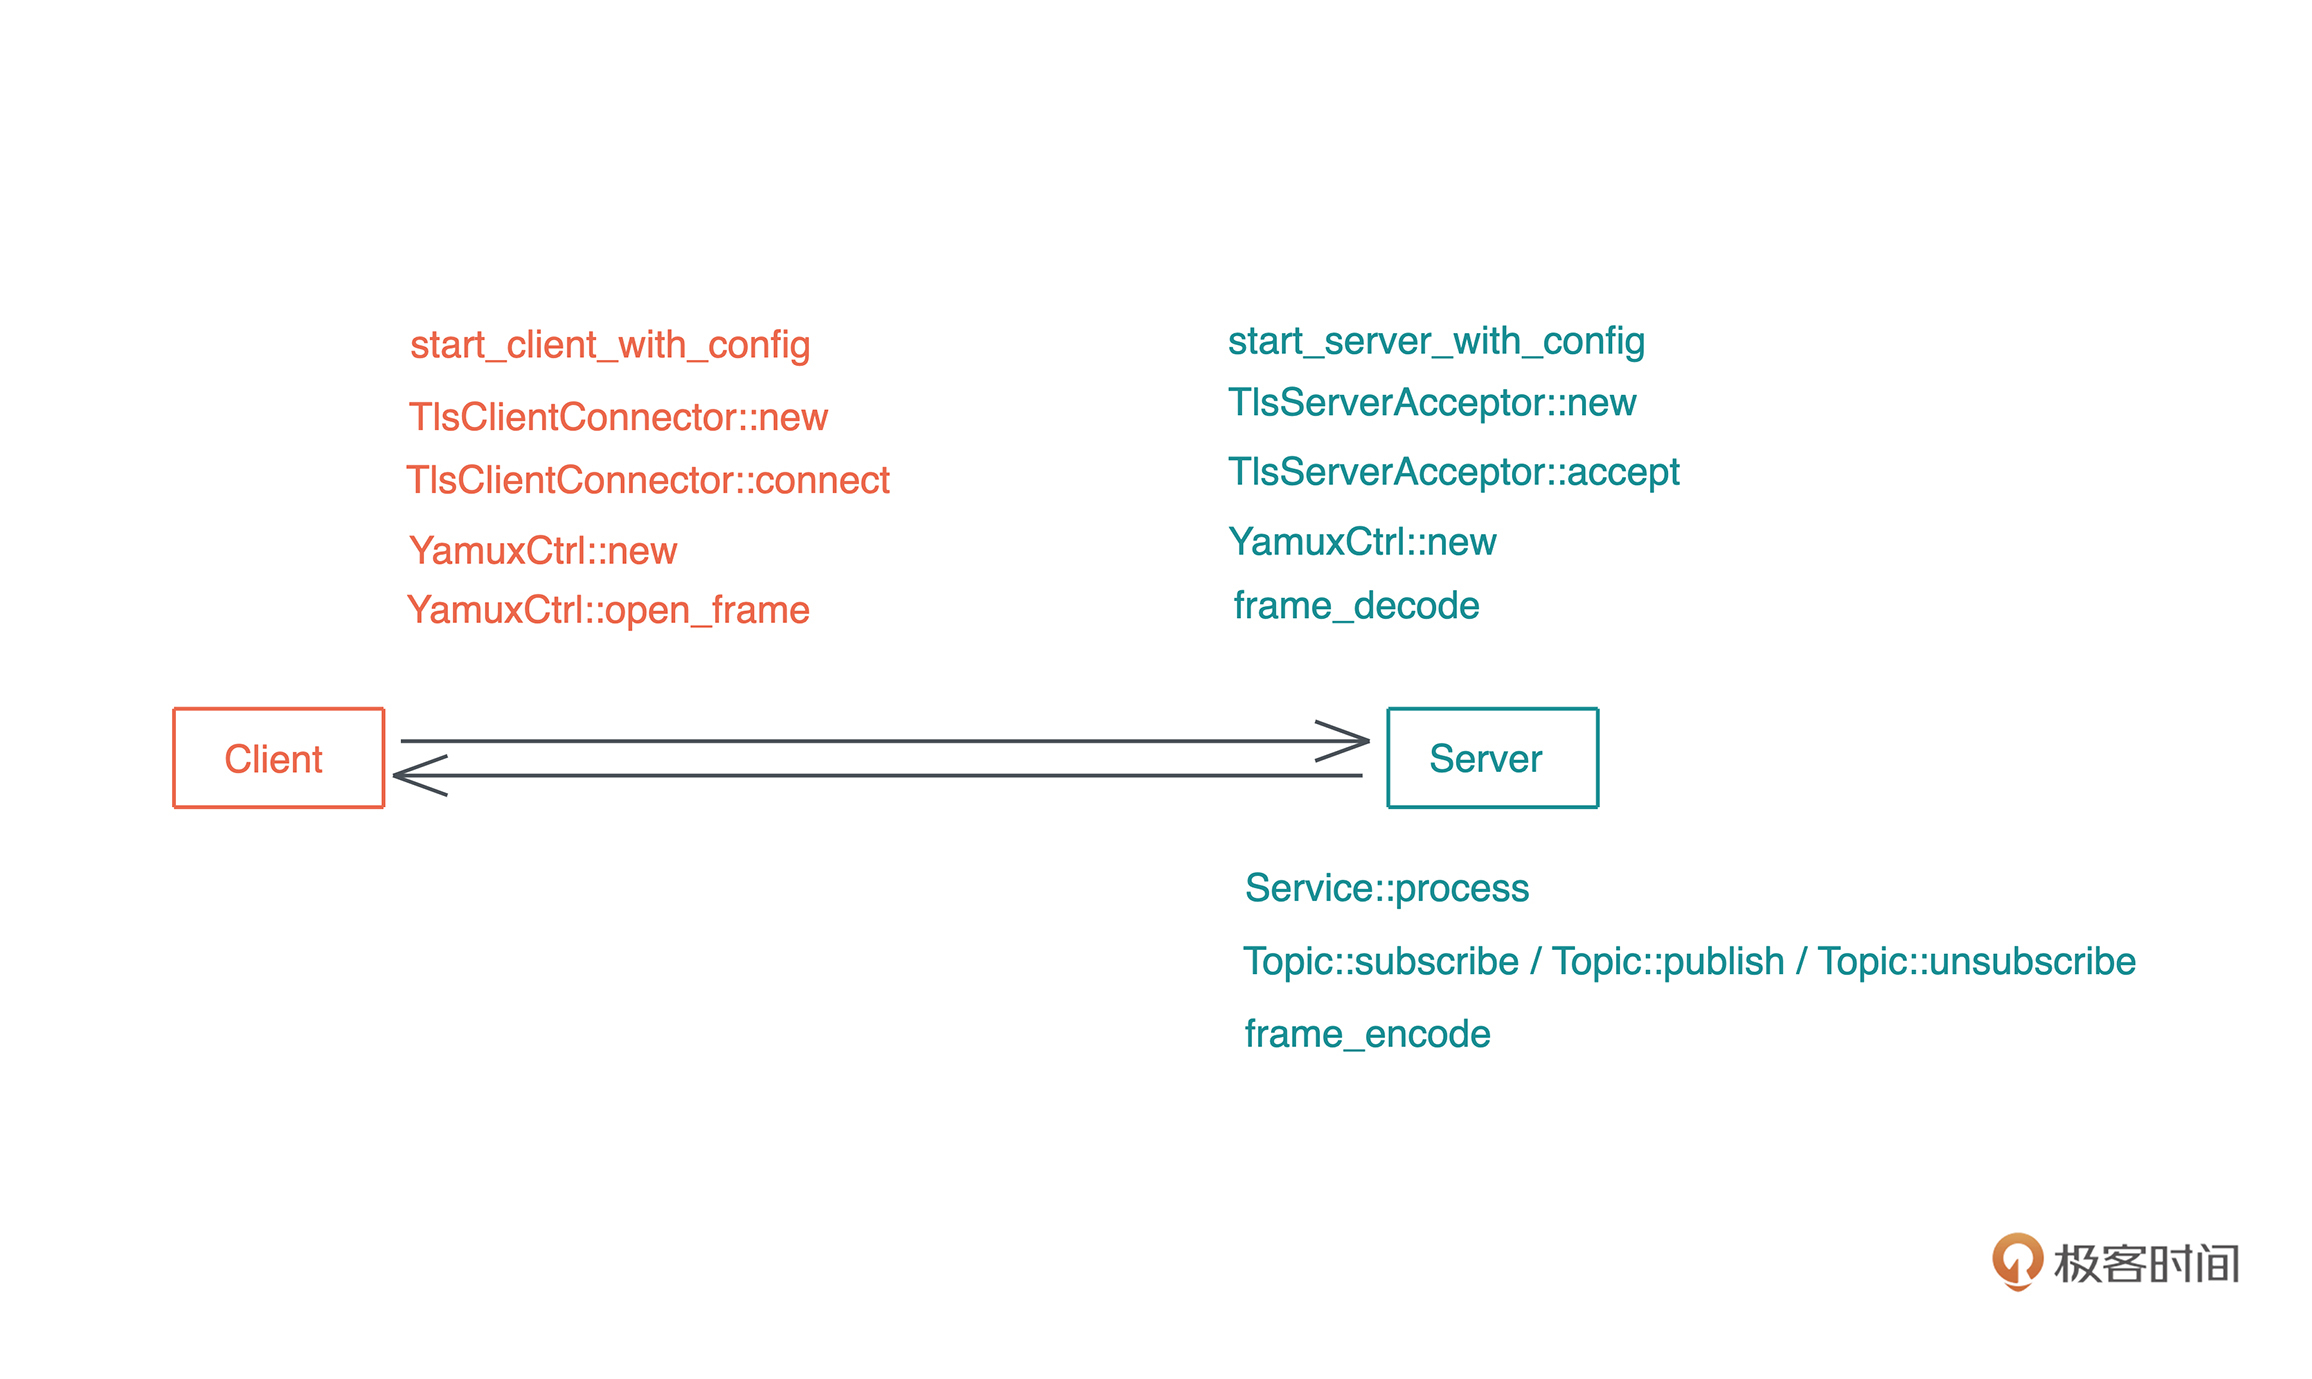 start_client_with_config
TlsClientConnector::new
TlsClientConnector::connect
YamuxCtrl::new
YamuxCtrl::open_frame
start_server_with_config
TlsServerAcceptor::new
TlsServerAcceptor::accept
YamuxCtrl::new
frame_decode
Client
Server
Service::process
Topic::subscribe / Topic::publish / Topic::unsubscribe
frame_encode
极客时间